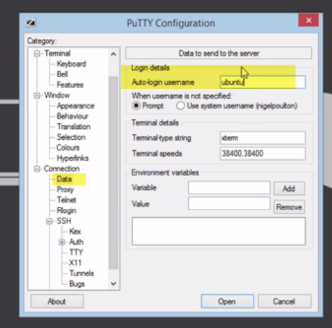 PuTTY Configuration
Category:
Terminal
Keyboard
Bell
Features
Window
Appearance
Behaviour
Translation
Selection
Colours
Hyperlinks
Connection
Data
Proxy
Telnet
Rlogin
SSH
Kex
Auth
TTY
X11
Tunnels
Bugs
Data to send to the server
Login details
Auto-login username ubuntu
When username is not specified:
Prompt Use system username (nigelpoulton)
Terminal details
Terminal-type string xterm
Terminal speeds 38400,38400
Environment variables
Variable Add
Value Remove
About Open Cancel